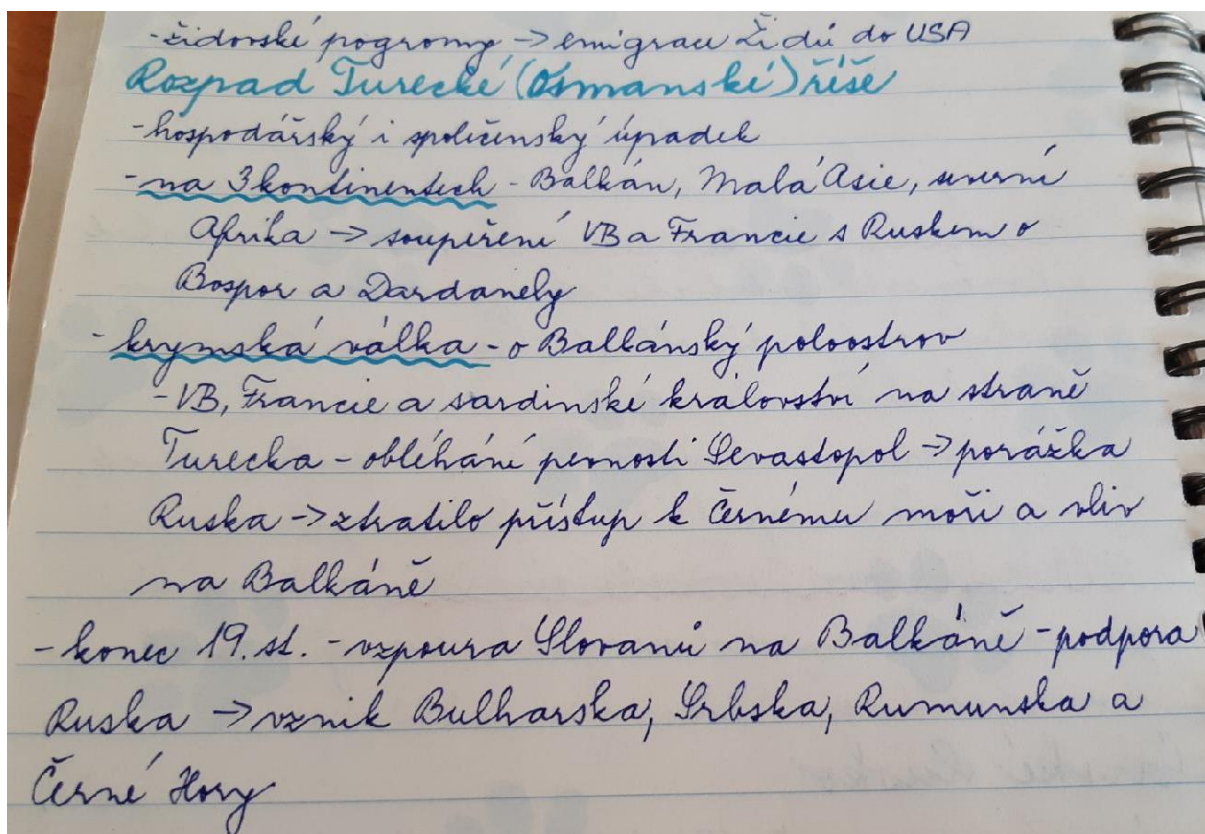 -židovské pogromy → emigrace Židů do USA
Rozpad Turecké (Osmanské) říše
-hospodářský i společenský úpadek
-na 3 kontinentech - Balkán, Malá Asie, severní
Afrika → soupeření VB a Francie s Ruskem o
Bospor a Dardanely
-krymská válka - o Balkánský poloostrov
-VB, Francie a sardinské království na straně
Turecka - obléhání pevnosti Sevastopol → porážka
Ruska → ztratilo přístup k Černému moři a vliv
na Balkáně
-konec 19. st. - vzpoura Slovanů na Balkáně - podpora
Ruska → vznik Bulharska, Srbska, Rumunska a
Černé Hory